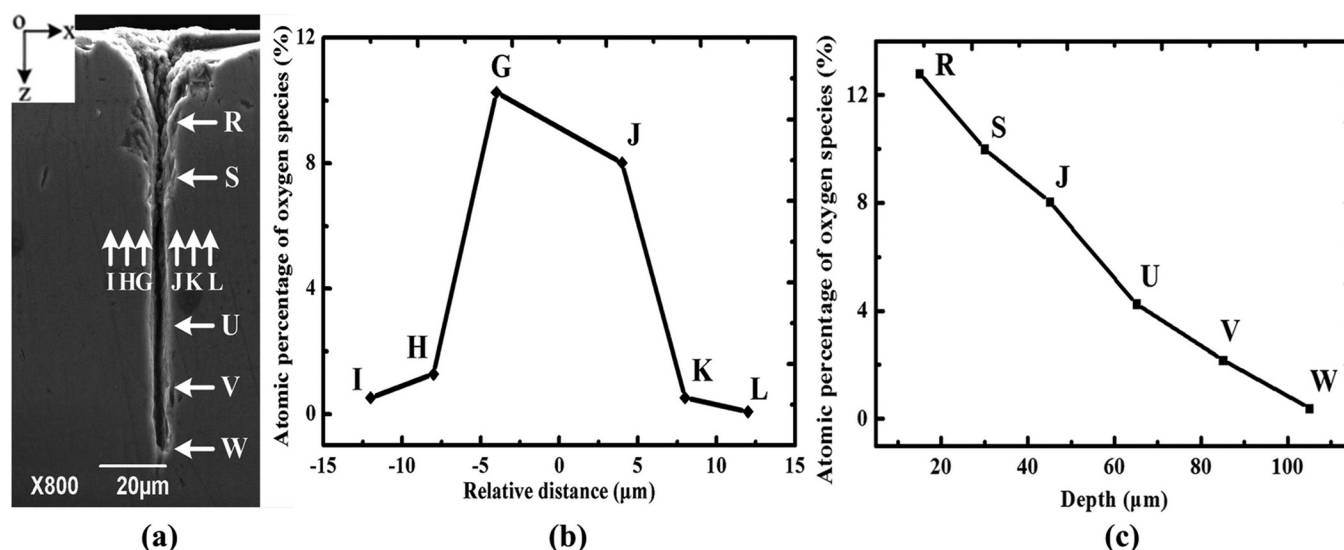 o
X
Z
R
S
I H G J K L
U
V
W
X800
20μm
(a)
Atomic percentage of oxygen species (%)
12
8
4
0
G
J
H
I
K
L
-15 -10 -5 0 5 10 15
Relative distance (μm)
(b)
Atomic percentage of oxygen species (%)
12
8
4
0
R
S
J
U
V
W
20 40 60 80 100
Depth (μm)
(c)